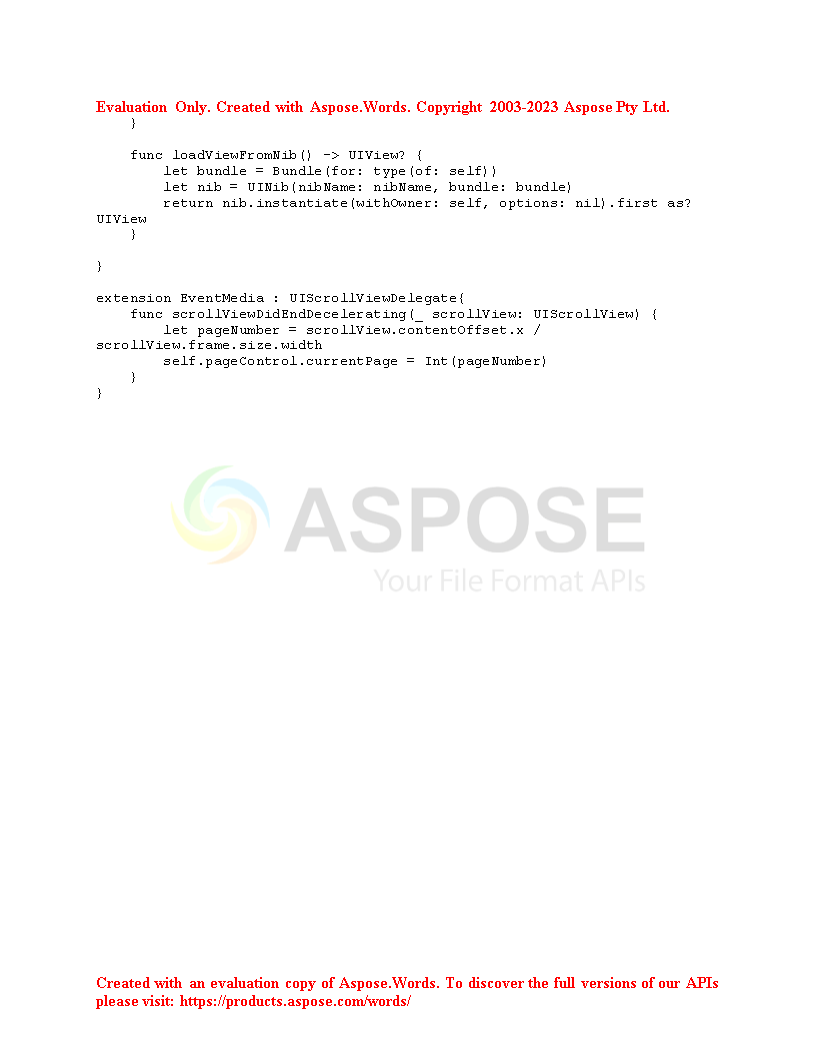 Evaluation Only. Created with Aspose.Words. Copyright 2003-2023 Aspose Pty Ltd.
    }

    func loadViewFromNib() -> UIView? {
        let bundle = Bundle(for: type(of: self))
        let nib = UINib(nibName: nibName, bundle: bundle)
        return nib.instantiate(withOwner: self, options: nil).first as?
UIView
    }

}

extension EventMedia : UIScrollViewDelegate{
    func scrollViewDidEndDecelerating(_ scrollView: UIScrollView) {
        let pageNumber = scrollView.contentOffset.x /
scrollView.frame.size.width
        self.pageControl.currentPage = Int(pageNumber)
    }
}
ASPOSE
Your File Format APIs
Created with an evaluation copy of Aspose.Words. To discover the full versions of our APIs
please visit: https://products.aspose.com/words/